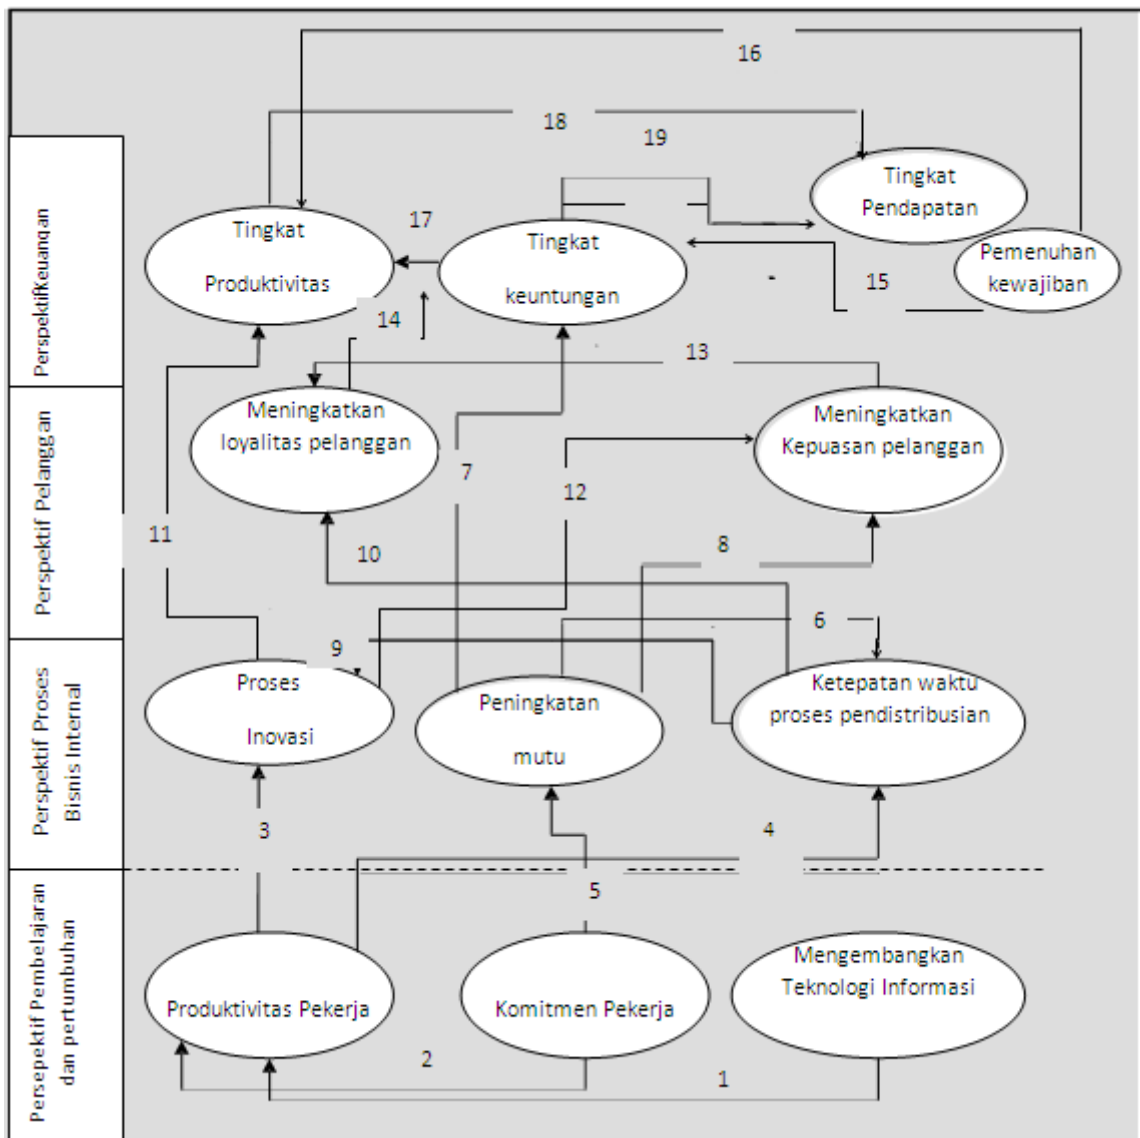 16
18
19
Tingkat
Pendapatan
17
Tingkat
Produktivitas
Tingkat
keuntungan
Pemenuhan
kewajiban
15
14
13
PerspektifKeuangan
Meningkatkan
loyalitas pelanggan
Meningkatkan
Kepuasan pelanggan
7
12
11
10
8
Perspektif Pelanggan
6
9
Proses
Inovasi
Peningkatan
mutu
Ketepatan waktu
proses pendistribusian
Perspektif Proses
Bisnis Internal
3
4
5
Produktivitas Pekerja
Komitmen Pekerja
Mengembangkan
Teknologi Informasi
Persepektif Pembelajaran
dan pertumbuhan
2
1